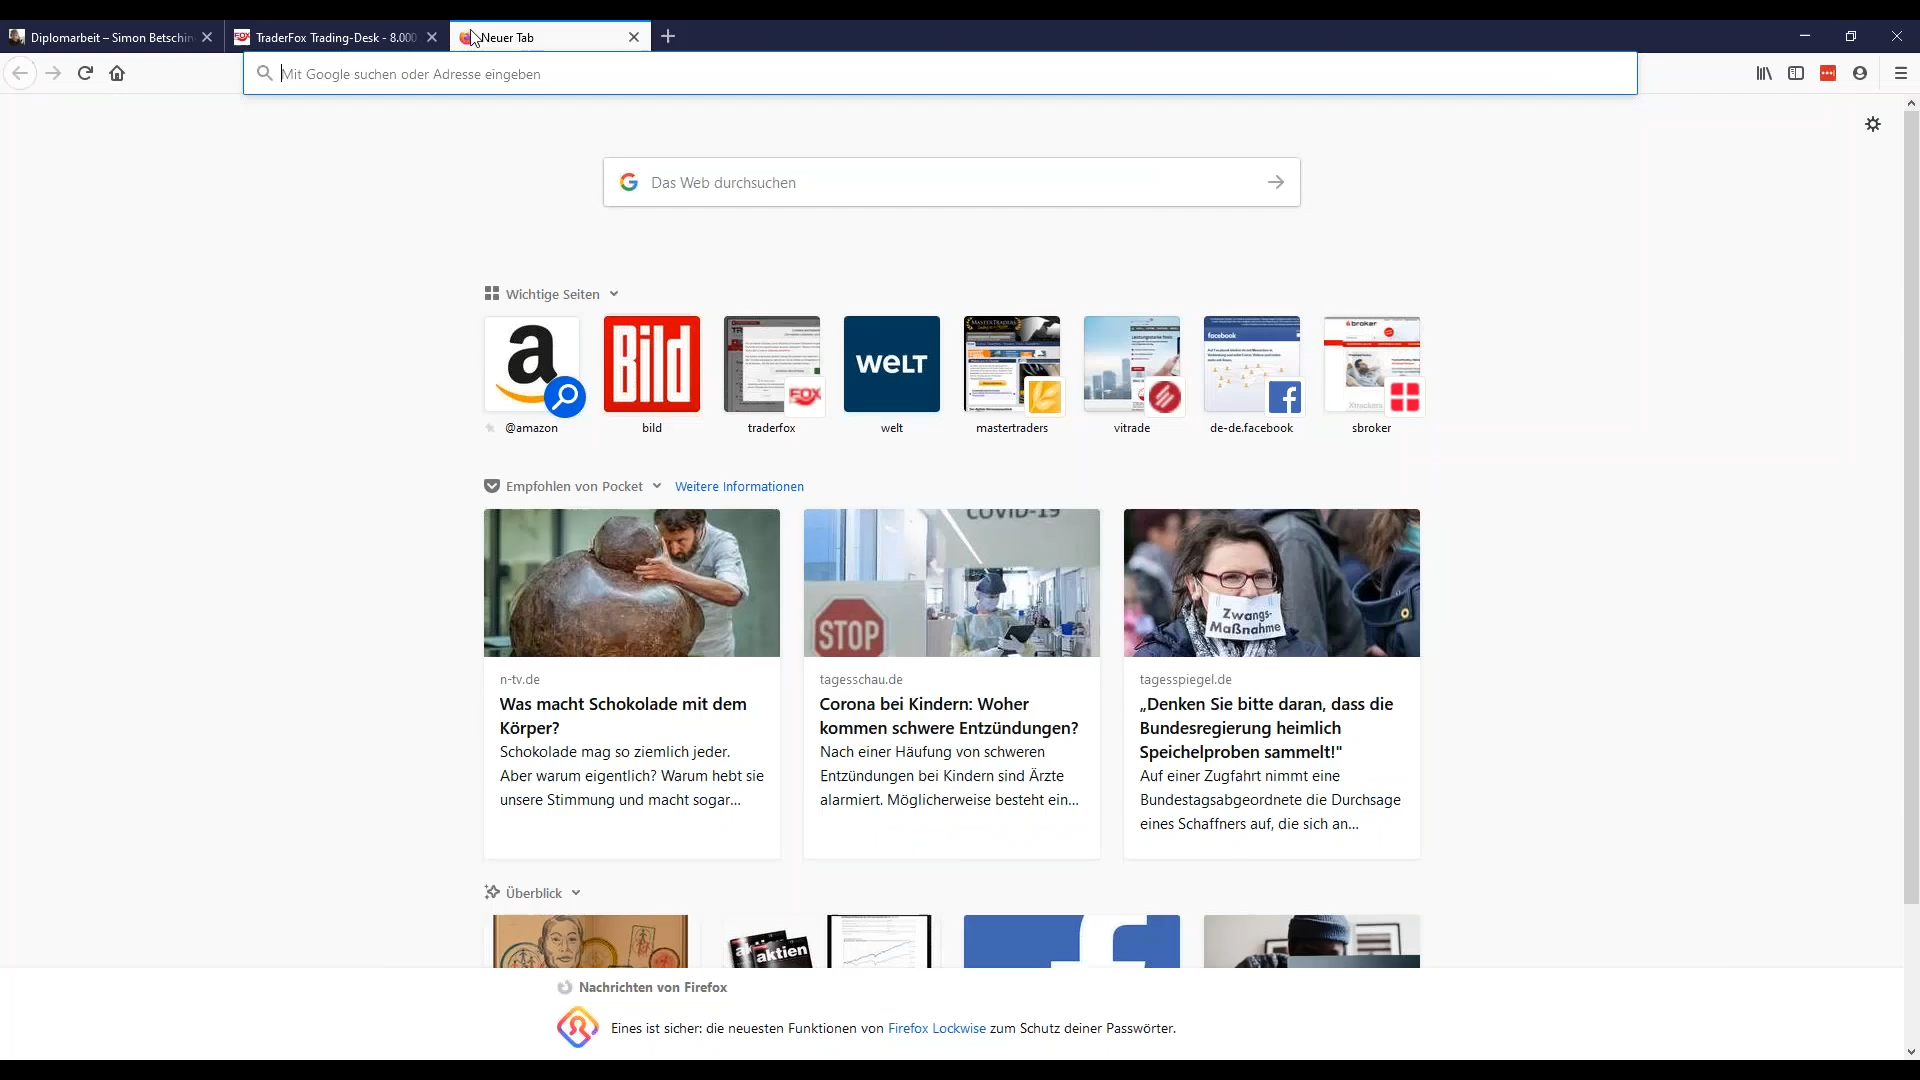 Diplomarbeit – Simon Betschin
TraderFox Trading-Desk - 8.000
Neuer Tab
Mit Google suchen oder Adresse eingeben
Das Web durchsuchen
Wichtige Seiten
a
Bild
FOX
WELT
MASTERTRADERS
facebook
broker
Xtrackers
@amazon
bild
traderfox
welt
mastertraders
vitrade
de-de.facebook
sbroker
Empfohlen von Pocket
Weitere Informationen
COVID-19
STOP
Zwangs-
Maßnahme
n-tv.de
Was macht Schokolade mit dem
Körper?
Schokolade mag so ziemlich jeder.
Aber warum eigentlich? Warum hebt sie
unsere Stimmung und macht sogar...
tagesschau.de
Corona bei Kindern: Woher
kommen schwere Entzündungen?
Nach einer Häufung von schweren
Entzündungen bei Kindern sind Ärzte
alarmiert. Möglicherweise besteht ein...
tagesspiegel.de
„Denken Sie bitte daran, dass die
Bundesregierung heimlich
Speichelproben sammelt!"
Auf einer Zugfahrt nimmt eine
Bundestagsabgeordnete die Durchsage
eines Schaffners auf, die sich an...
Überblick
aktien
Nachrichten von Firefox
Eines ist sicher: die neuesten Funktionen von Firefox Lockwise zum Schutz deiner Passwörter.